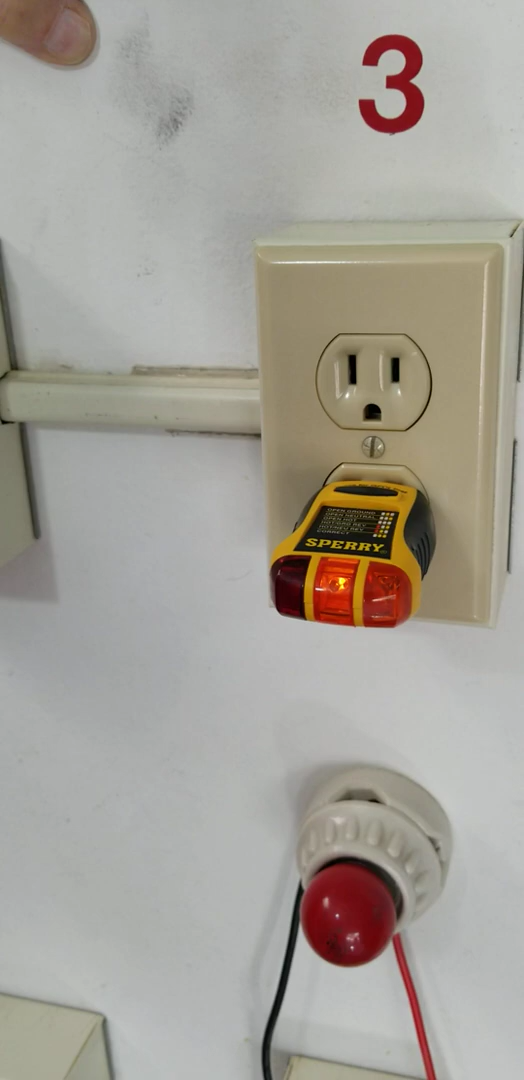 3
OPEN GROUND
OPEN NEUTRAL
OPEN HOT
HOT/GRD REV
HOT/NEU REV
CORRECT
SPERRY